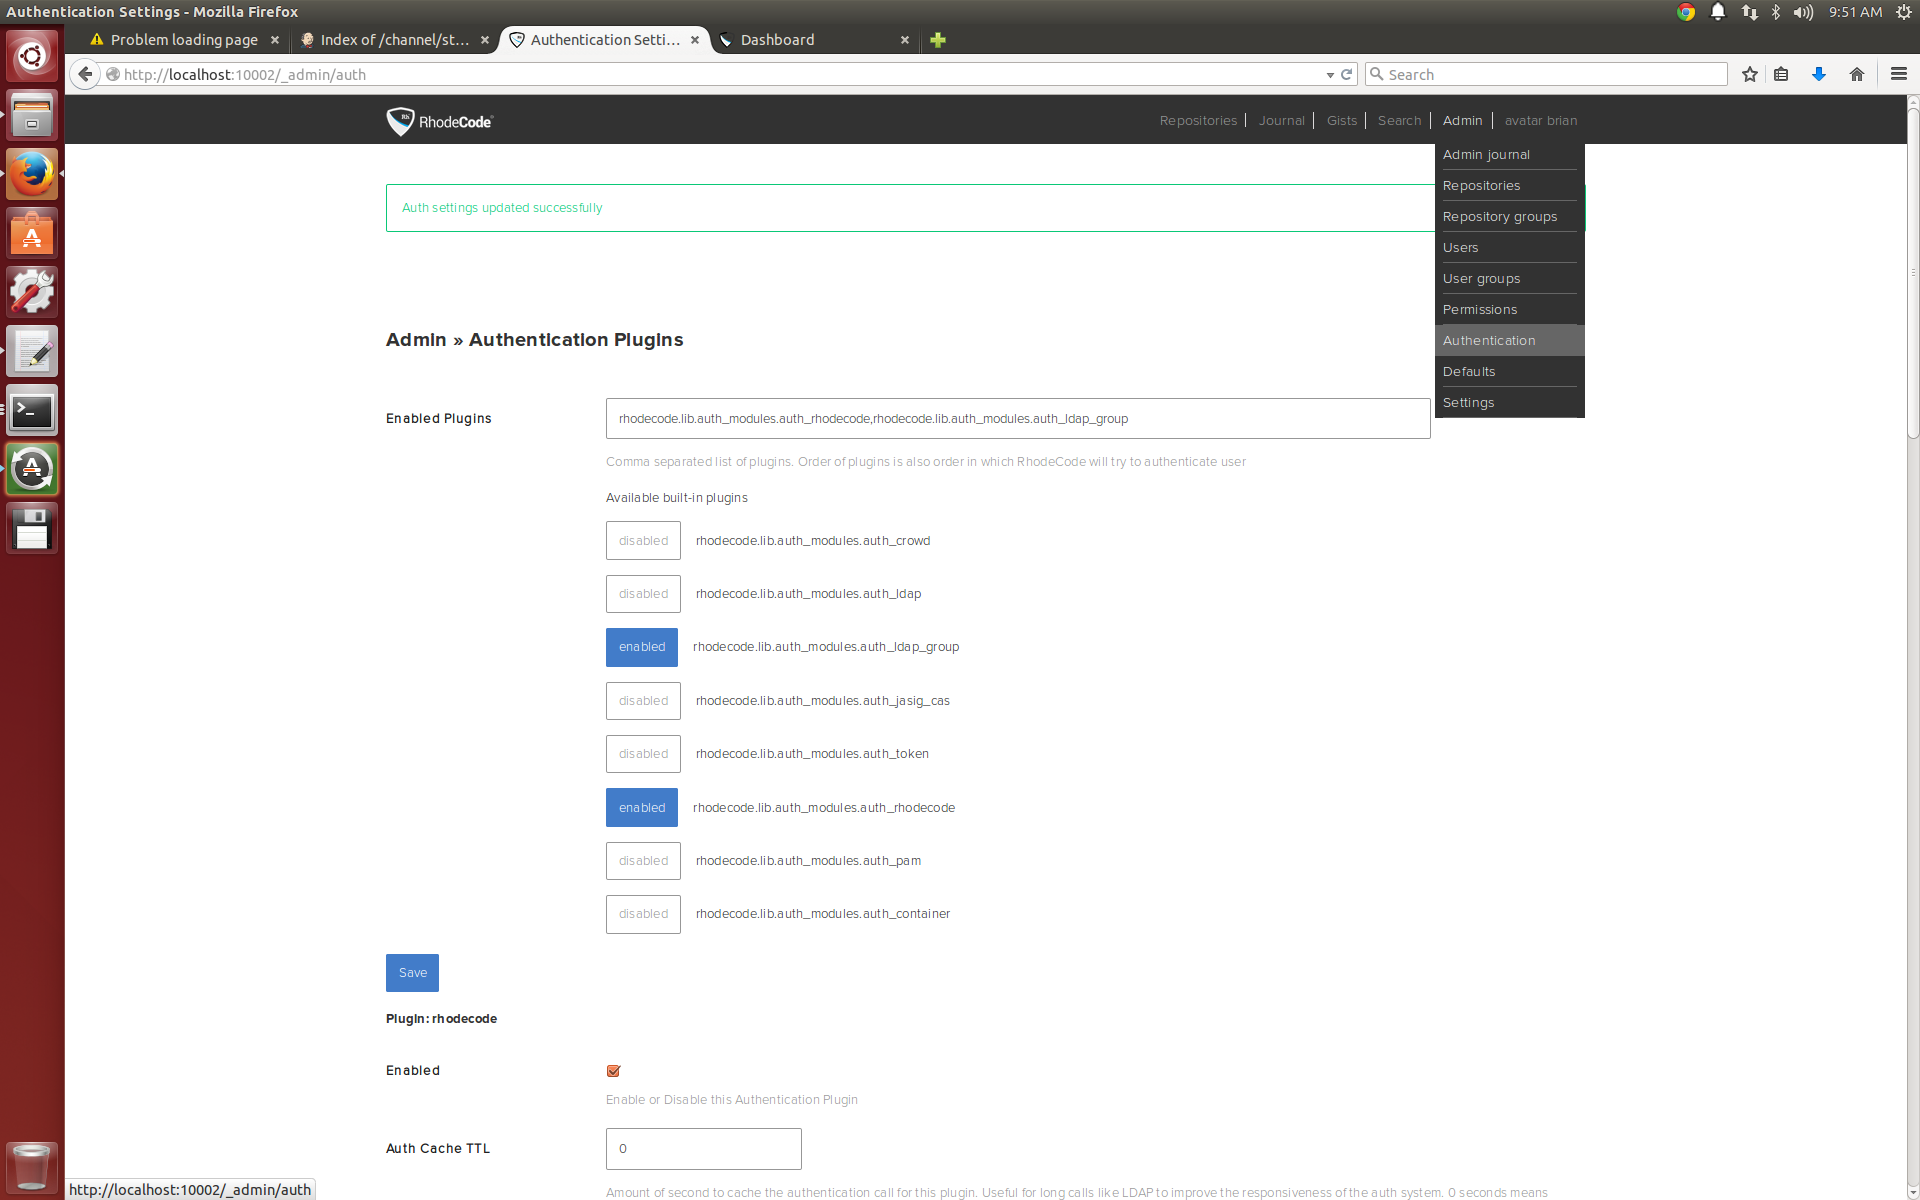 Authentication Settings - Mozilla Firefox
9:51 AM
Problem loading page
Index of /channel/st...
Authentication Setti...
Dashboard
http://localhost:10002/_admin/auth
Search
RhodeCode
Repositories
Journal
Gists
Search
Admin
avatar brian
Admin journal
Repositories
Repository groups
Users
User groups
Permissions
Authentication
Defaults
Settings
Auth settings updated successfully
Admin » Authentication Plugins
Enabled Plugins
rhodecode.lib.auth_modules.auth_rhodecode,rhodecode.lib.auth_modules.auth_ldap_group
Comma separated list of plugins. Order of plugins is also order in which RhodeCode will try to authenticate user
Available built-in plugins
disabled rhodecode.lib.auth_modules.auth_crowd
disabled rhodecode.lib.auth_modules.auth_ldap
enabled rhodecode.lib.auth_modules.auth_ldap_group
disabled rhodecode.lib.auth_modules.auth_jasig_cas
disabled rhodecode.lib.auth_modules.auth_token
enabled rhodecode.lib.auth_modules.auth_rhodecode
disabled rhodecode.lib.auth_modules.auth_pam
disabled rhodecode.lib.auth_modules.auth_container
Save
Plugin: rhodecode
Enabled
Enable or Disable this Authentication Plugin
Auth Cache TTL
0
Amount of second to cache the authentication call for this plugin. Useful for long calls like LDAP to improve the responsiveness of the auth system. 0 seconds means
http://localhost:10002/_admin/auth